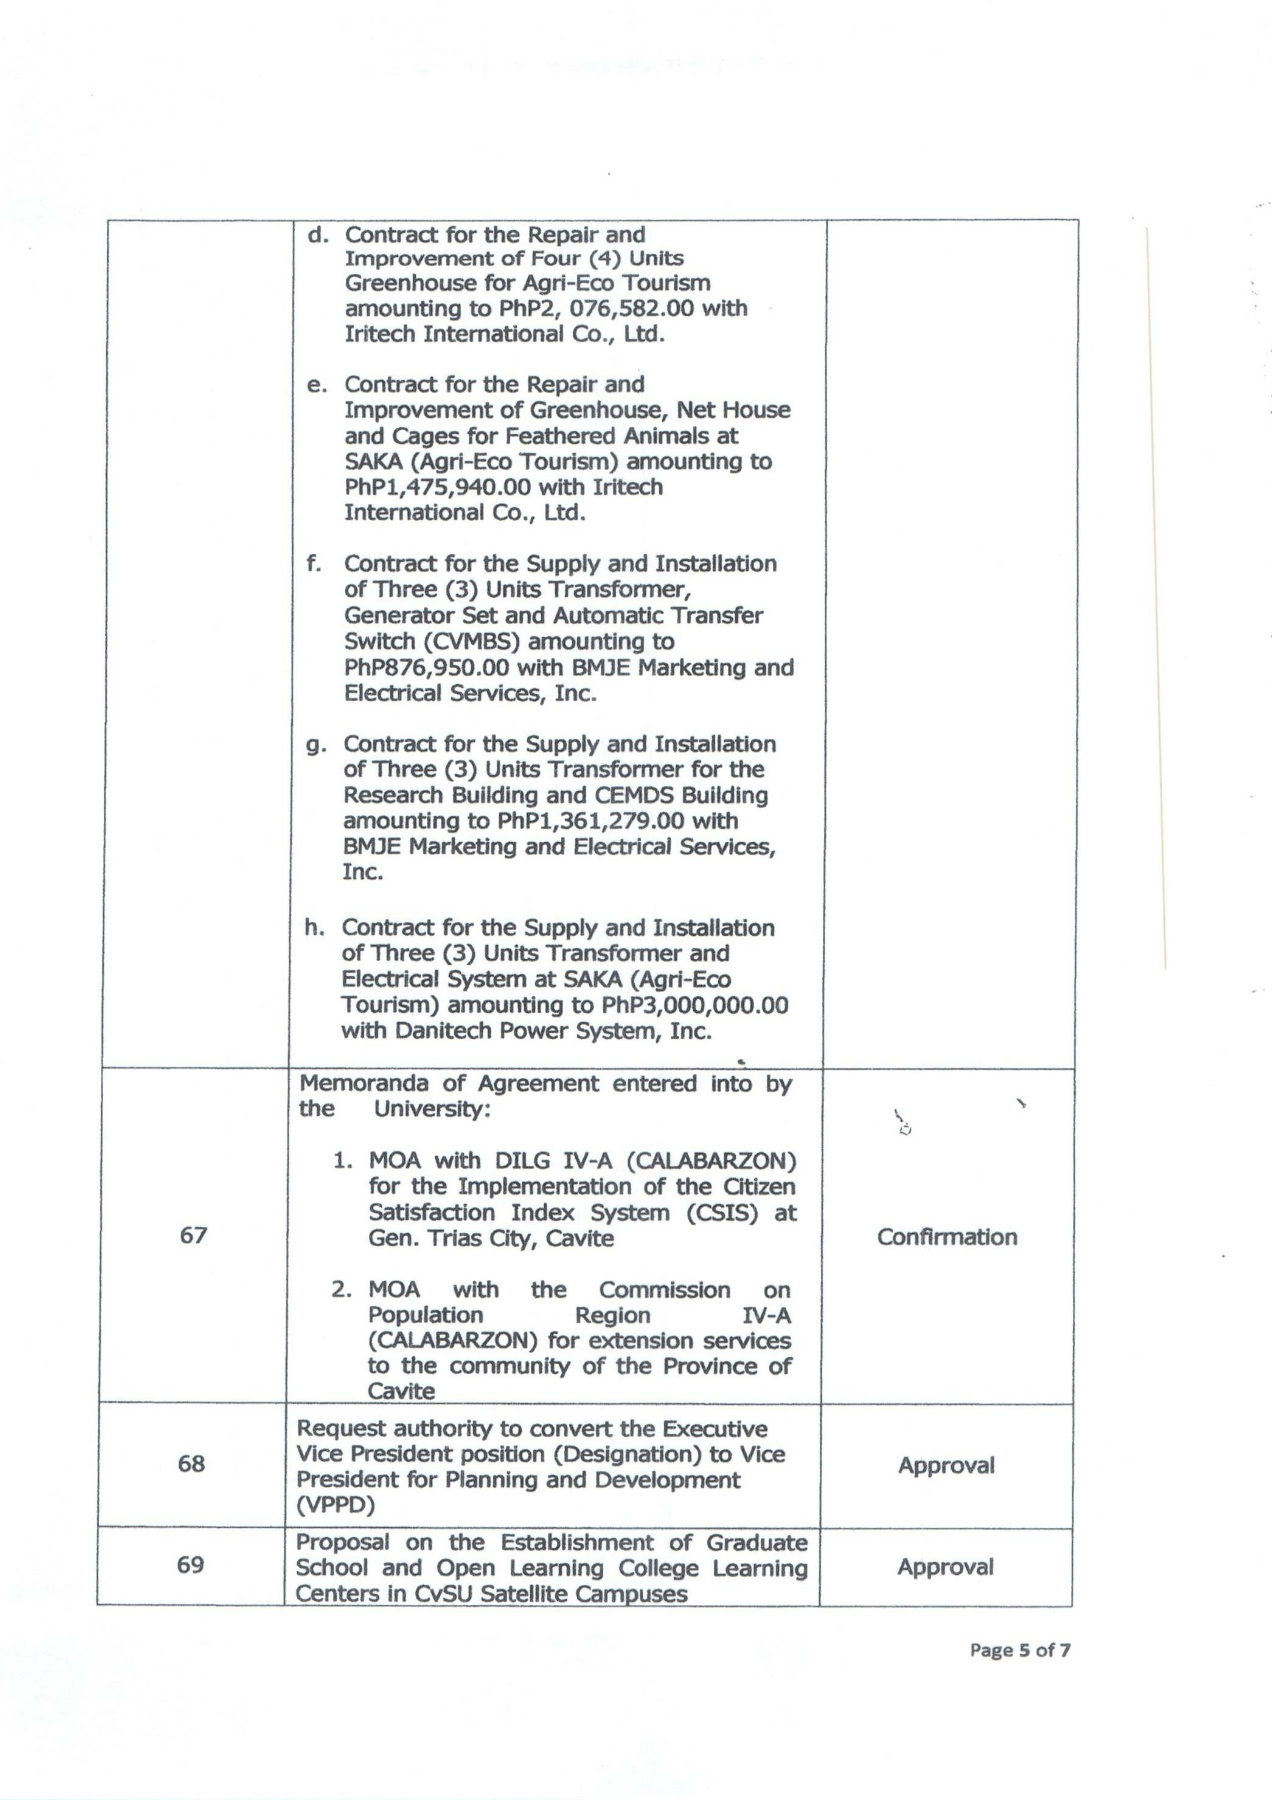 d. Contract for the Repair and
Improvement of Four (4) Units
Greenhouse for Agri-Eco Tourism
amounting to PhP2, 076,582.00 with
Iritech International Co., Ltd.
e. Contract for the Repair and
Improvement of Greenhouse, Net House
and Cages for Feathered Animals at
SAKA (Agri-Eco Tourism) amounting to
PhP1,475,940.00 with Iritech
International Co., Ltd.
f. Contract for the Supply and Installation
of Three (3) Units Transformer,
Generator Set and Automatic Transfer
Switch (CVMBS) amounting to
PhP876,950.00 with BMJE Marketing and
Electrical Services, Inc.
g. Contract for the Supply and Installation
of Three (3) Units Transformer for the
Research Building and CEMDS Building
amounting to PhP1,361,279.00 with
BMJE Marketing and Electrical Services,
Inc.
h. Contract for the Supply and Installation
of Three (3) Units Transformer and
Electrical System at SAKA (Agri-Eco
Tourism) amounting to PhP3,000,000.00
with Danitech Power System, Inc.
67
Memoranda of Agreement entered into by
the University:
1. MOA with DILG IV-A (CALABARZON)
for the Implementation of the Citizen
Satisfaction Index System (CSIS) at
Gen. Trias City, Cavite
2. MOA with the Commission on
Population Region IV-A
(CALABARZON) for extension services
to the community of the Province of
Cavite
Confirmation
68
Request authority to convert the Executive
Vice President position (Designation) to Vice
President for Planning and Development
(VPPD)
Approval
69
Proposal on the Establishment of Graduate
School and Open Learning College Learning
Centers in CvSU Satellite Campuses
Approval
Page 5 of 7